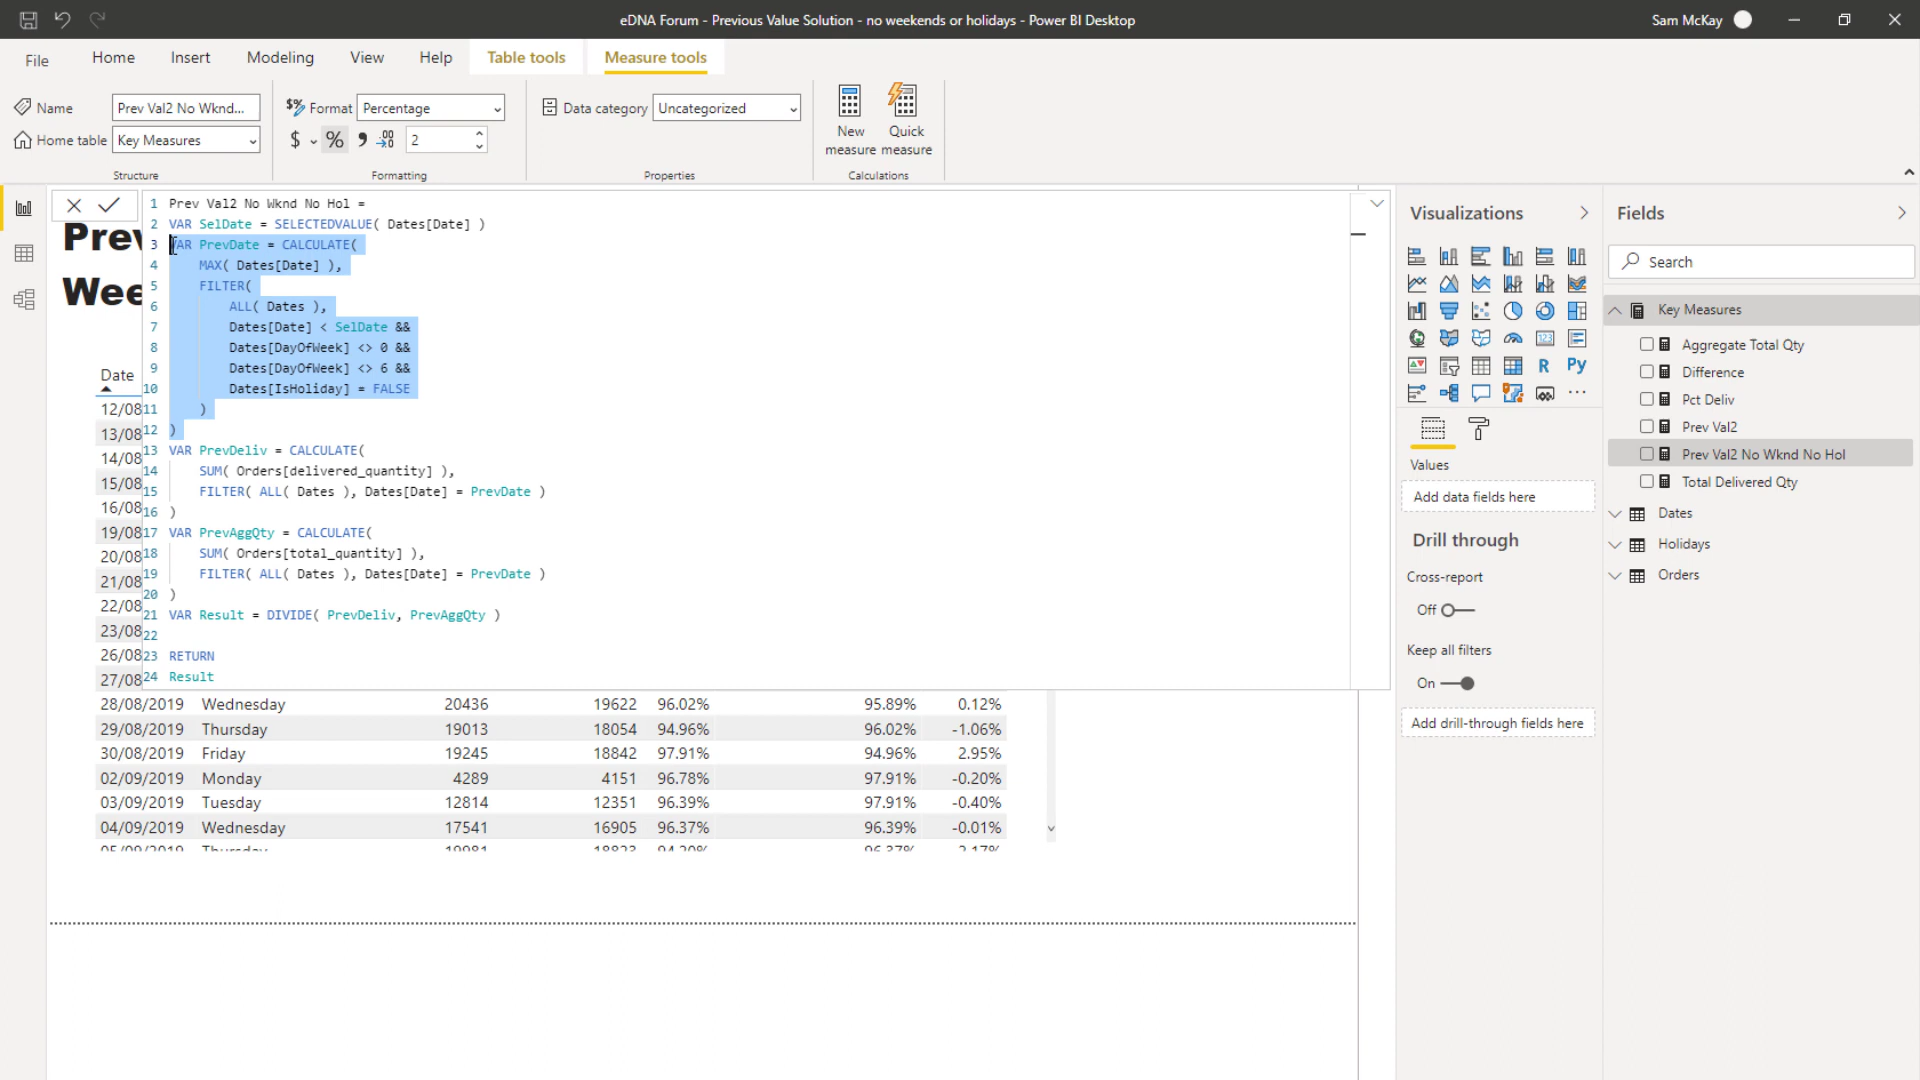 eDNA Forum - Previous Value Solution - no weekends or holidays - Power BI Desktop
Sam McKay
File
Home
Insert
Modeling
View
Help
Table tools
Measure tools
Name
Prev Val2 No Wknd...
Home table
Key Measures
Structure
Format
Percentage
$
%
2
Formatting
Data category
Uncategorized
Properties
New measure
Quick measure
Calculations
1 Prev Val2 No Wknd No Hol =
2 VAR SelDate = SELECTEDVALUE( Dates[Date] )
3 VAR PrevDate = CALCULATE(
4 MAX( Dates[Date] ),
5 FILTER(
6 ALL( Dates ),
7 Dates[Date] < SelDate &&
8 Dates[DayOfWeek] <> 0 &&
9 Dates[DayOfWeek] <> 6 &&
10 Dates[IsHoliday] = FALSE
11 )
12 )
13 VAR PrevDeliv = CALCULATE(
14 SUM( Orders[delivered_quantity] ),
15 FILTER( ALL( Dates ), Dates[Date] = PrevDate )
16 )
17 VAR PrevAggQty = CALCULATE(
18 SUM( Orders[total_quantity] ),
19 FILTER( ALL( Dates ), Dates[Date] = PrevDate )
20 )
21 VAR Result = DIVIDE( PrevDeliv, PrevAggQty )
22
23 RETURN
24 Result
Prev
Wee
Date
12/08
13/08
14/08
15/08
16/08
19/08
20/08
21/08
22/08
23/08
26/08
27/08
28/08/2019 Wednesday 20436 19622 96.02% 95.89% 0.12%
29/08/2019 Thursday 19013 18054 94.96% 96.02% -1.06%
30/08/2019 Friday 19245 18842 97.91% 94.96% 2.95%
02/09/2019 Monday 4289 4151 96.78% 97.91% -0.20%
03/09/2019 Tuesday 12814 12351 96.39% 97.91% -0.40%
04/09/2019 Wednesday 17541 16905 96.37% 96.39% -0.01%
05/09/2019 Thursday
Visualizations
123
R
Py
Values
Add data fields here
Drill through
Cross-report
Off
Keep all filters
On
Add drill-through fields here
Fields
Search
Key Measures
Aggregate Total Qty
Difference
Pct Deliv
Prev Val2
Prev Val2 No Wknd No Hol
Total Delivered Qty
Dates
Holidays
Orders